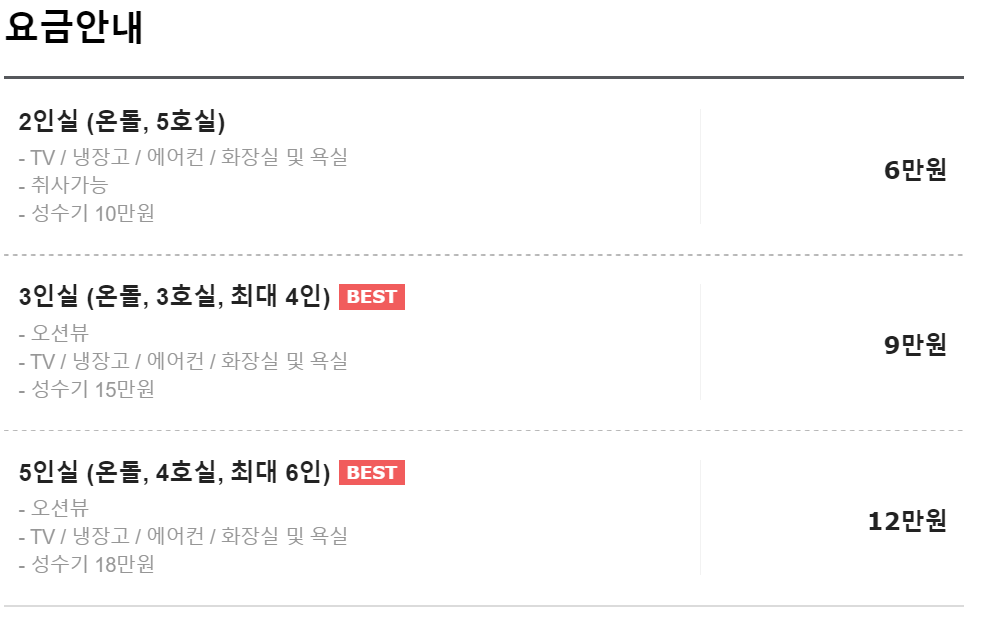 요금안내
2인실 (온돌, 5호실)
- TV / 냉장고 / 에어컨 / 화장실 및 욕실
- 취사가능
- 성수기 10만원
6만원
3인실 (온돌, 3호실, 최대 4인) BEST
- 오션뷰
- TV / 냉장고 / 에어컨 / 화장실 및 욕실
- 성수기 15만원
9만원
5인실 (온돌, 4호실, 최대 6인) BEST
- 오션뷰
- TV / 냉장고 / 에어컨 / 화장실 및 욕실
- 성수기 18만원
12만원